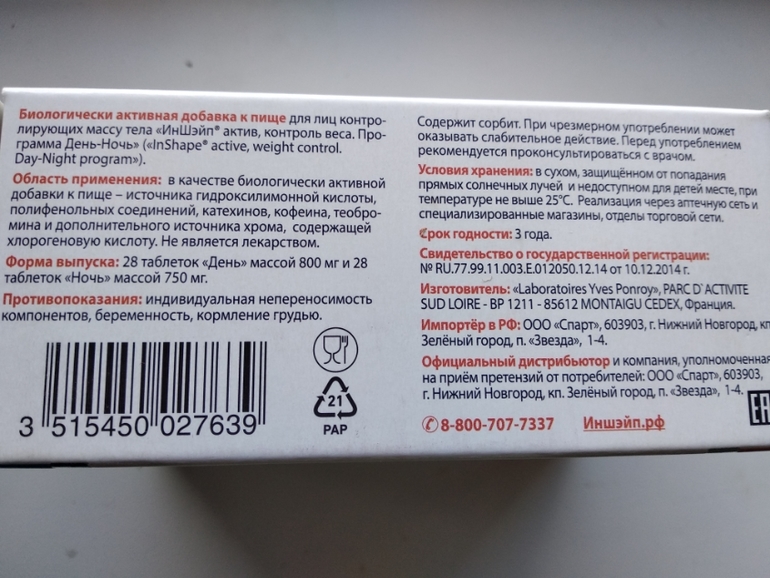 Биологически активная добавка к пище для лиц контро-
лирующих массу тела «ИнШэйп® актив, контроль веса. Про-
грамма День-Ночь» («InShape® active, weight control.
Day-Night program»).
Область применения: в качестве биологически активной
добавки к пище – источника гидроксилимонной кислоты,
полифенольных соединений, катехинов, кофеина, теобро-
мина и дополнительного источника хрома, содержащей
хлорогеновую кислоту. Не является лекарством.
Форма выпуска: 28 таблеток «День» массой 800 мг и 28
таблеток «Ночь» массой 750 мг.
Противопоказания: индивидуальная непереносимость
компонентов, беременность, кормление грудью.
3 515450 027639
21
PAP
Содержит сорбит. При чрезмерном употреблении может
оказывать слабительное действие. Перед употреблением
рекомендуется проконсультироваться с врачом.
Условия хранения: в сухом, защищённом от попадания
прямых солнечных лучей и недоступном для детей месте, при
температуре не выше 25°С. Реализация через аптечную сеть и
специализированные магазины, отделы торговой сети.
Срок годности: 3 года.
Свидетельство о государственной регистрации:
№ RU.77.99.11.003.Е.012050.12.14 от 10.12.2014 г.
Изготовитель: «Laboratoires Yves Ponroy», PARC D`ACTIVITE
SUD LOIRE - BP 1211 - 85612 MONTAIGU CEDEX, Франция.
Импортёр в РФ: ООО «Спарт», 603903, г. Нижний Новгород, кп.
Зелёный город, п. «Звезда», 1-4.
Официальный дистрибьютор и компания, уполномоченная
на приём претензий от потребителей: ООО «Спарт», 603903,
г. Нижний Новгород, кп. Зелёный город, п. «Звезда», 1-4.
8-800-707-7337 Иншэйп.рф